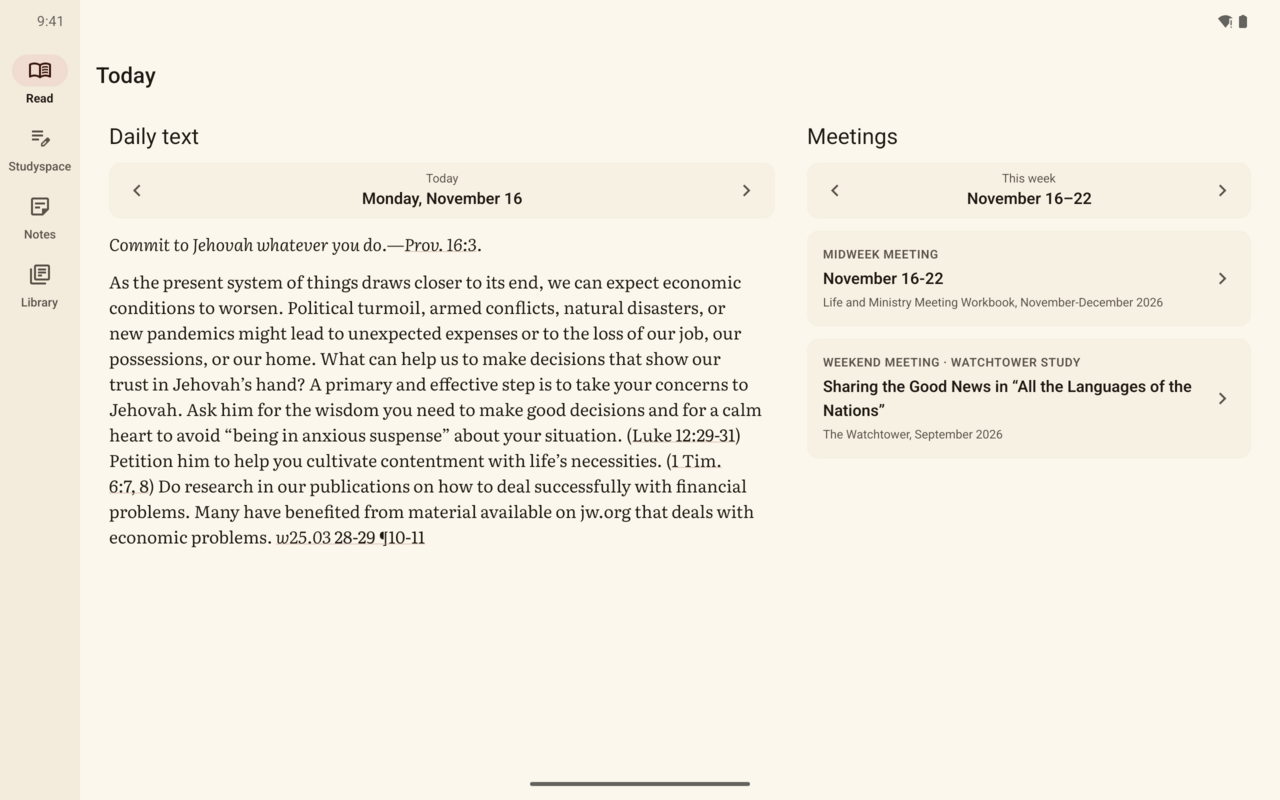 9:41
Read
Studyspace
Notes
Library
Today
Daily text
Today
Monday, November 16
Commit to Jehovah whatever you do.—Prov. 16:3.
As the present system of things draws closer to its end, we can expect economic
conditions to worsen. Political turmoil, armed conflicts, natural disasters, or
new pandemics might lead to unexpected expenses or to the loss of our job, our
possessions, or our home. What can help us to make decisions that show our
trust in Jehovah’s hand? A primary and effective step is to take your concerns to
Jehovah. Ask him for the wisdom you need to make good decisions and for a calm
heart to avoid “being in anxious suspense” about your situation. (Luke 12:29-31)
Petition him to help you cultivate contentment with life’s necessities. (1 Tim.
6:7, 8) Do research in our publications on how to deal successfully with financial
problems. Many have benefited from material available on jw.org that deals with
economic problems. w25.03 28-29 ¶10-11
Meetings
This week
November 16–22
MIDWEEK MEETING
November 16-22
Life and Ministry Meeting Workbook, November-December 2026
WEEKEND MEETING · WATCHTOWER STUDY
Sharing the Good News in “All the Languages of the
Nations”
The Watchtower, September 2026